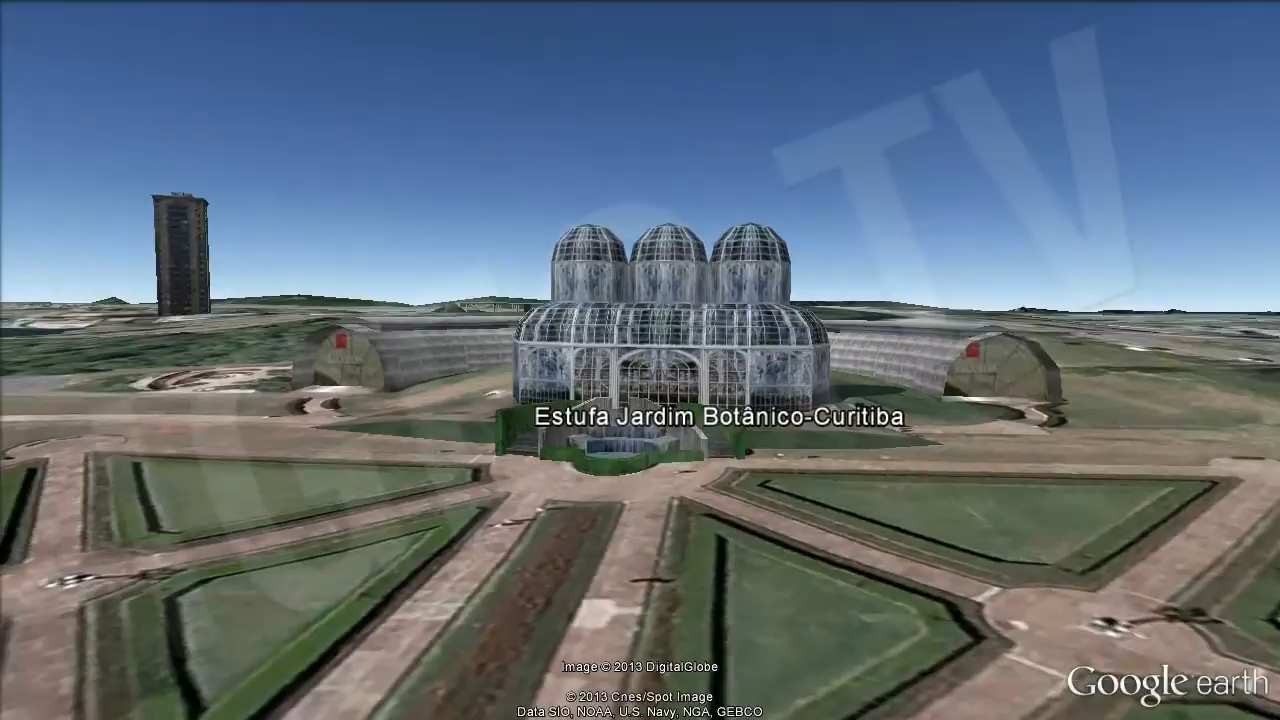 TV
Estufa Jardim Botânico-Curitiba
Image © 2013 DigitalGlobe
© 2013 Cnes/Spot Image
Data SIO, NOAA, U.S. Navy, NGA, GEBCO
Google earth